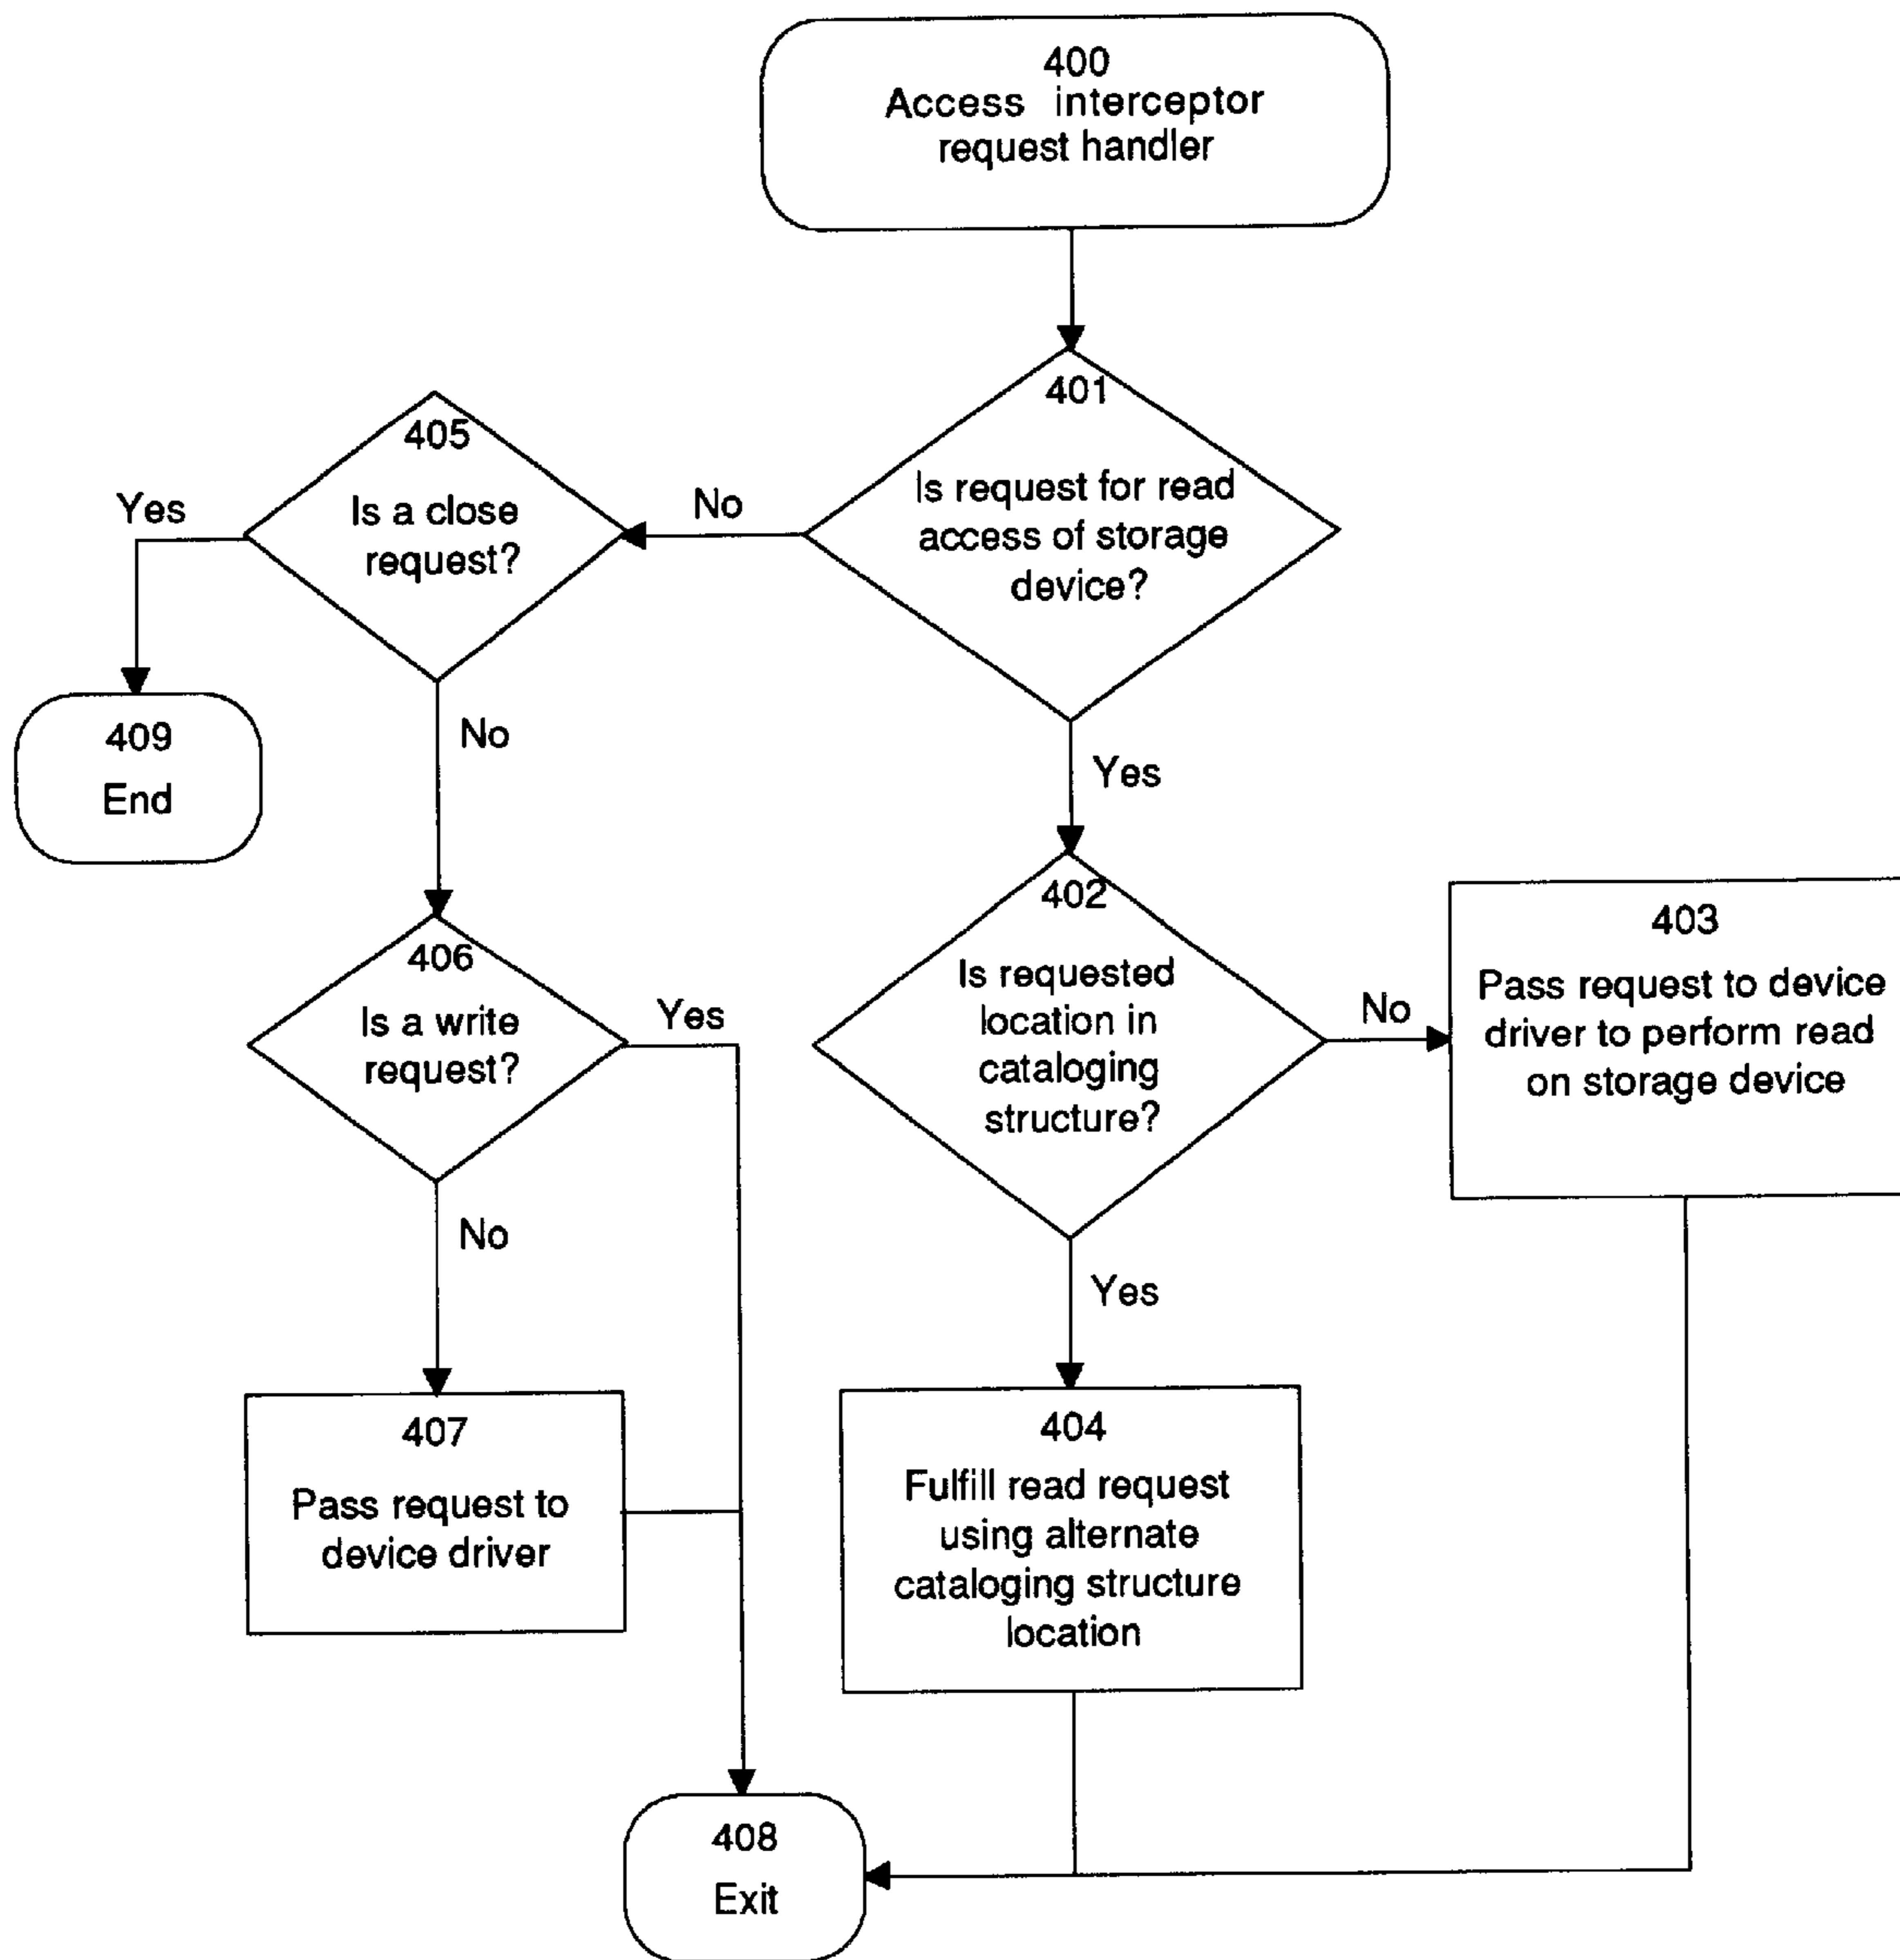 400
Access interceptor
request handler
401
Is request for read
access of storage
device?
No
Yes
405
Is a close
request?
Yes
No
409
End
402
Is requested
location in
cataloging
structure?
No
Yes
403
Pass request to device
driver to perform read
on storage device
406
Is a write
request?
Yes
No
407
Pass request to
device driver
404
Fulfill read request
using alternate
cataloging structure
location
408
Exit